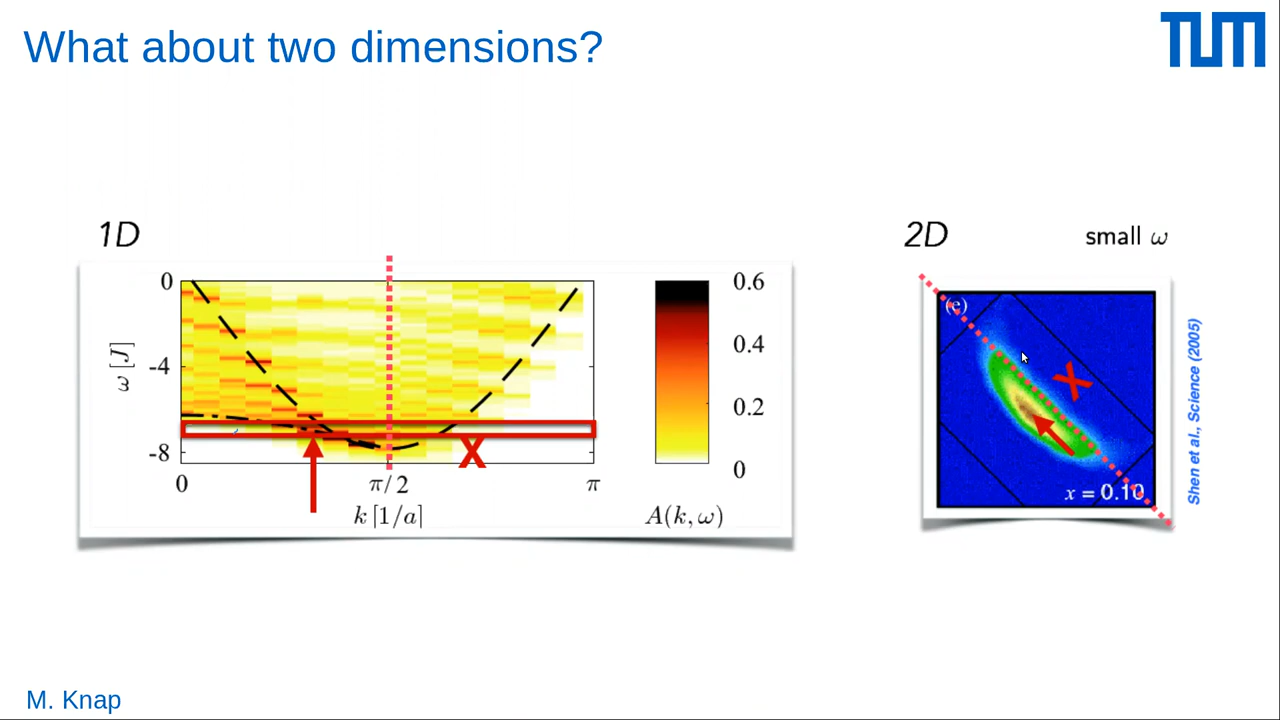 What about two dimensions?
TUM
1D
0
-4
-8
ω [J]
0
π/2
π
k [1/a]
0.6
0.4
0.2
0
A(k, ω)
X
2D
small ω
(e)
X
x = 0.10
Shen et al., Science (2005)
M. Knap